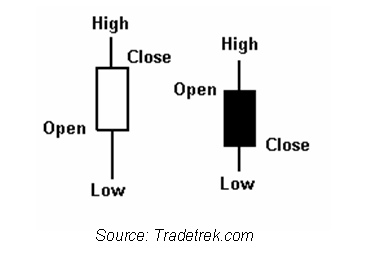 High
Close
Open
Low
High
Open
Close
Low
Source: Tradetrek.com